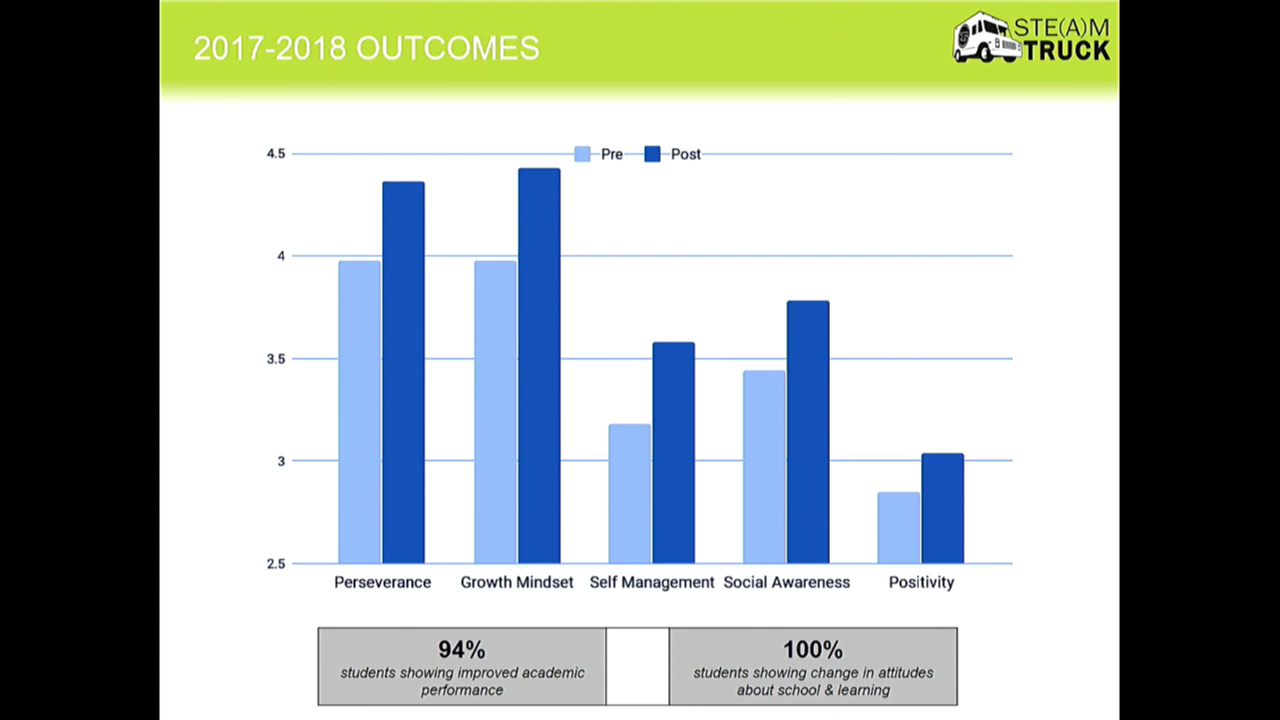 2017-2018 OUTCOMES
STE(A)M
TRUCK
4.5
Pre
Post
4
3.5
3
2.5
Perseverance
Growth Mindset
Self Management
Social Awareness
Positivity
94%
students showing improved academic
performance
100%
students showing change in attitudes
about school & learning